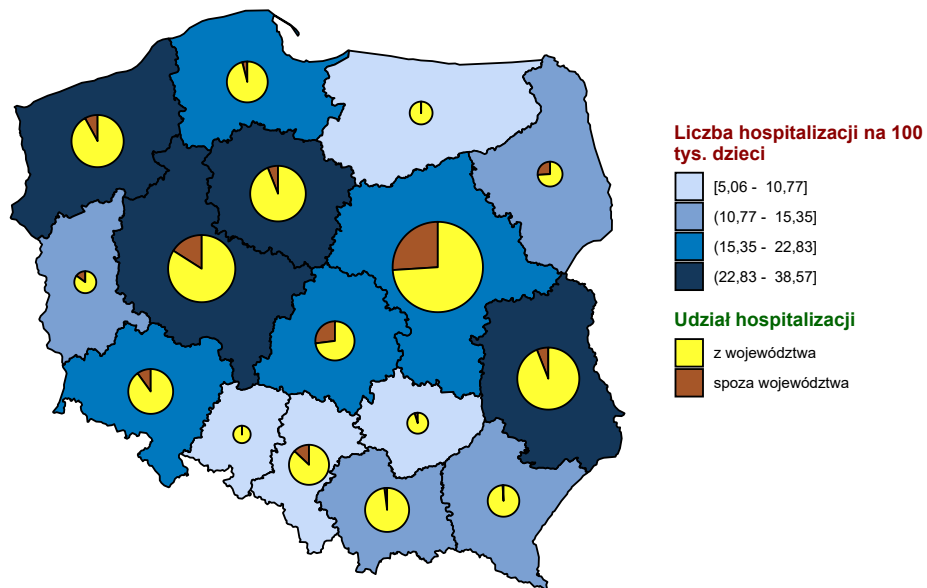 Liczba hospitalizacji na 100
tys. dzieci
[5,06 - 10,77]
(10,77 - 15,35]
(15,35 - 22,83]
(22,83 - 38,57]
Udział hospitalizacji
z województwa
spoza województwa